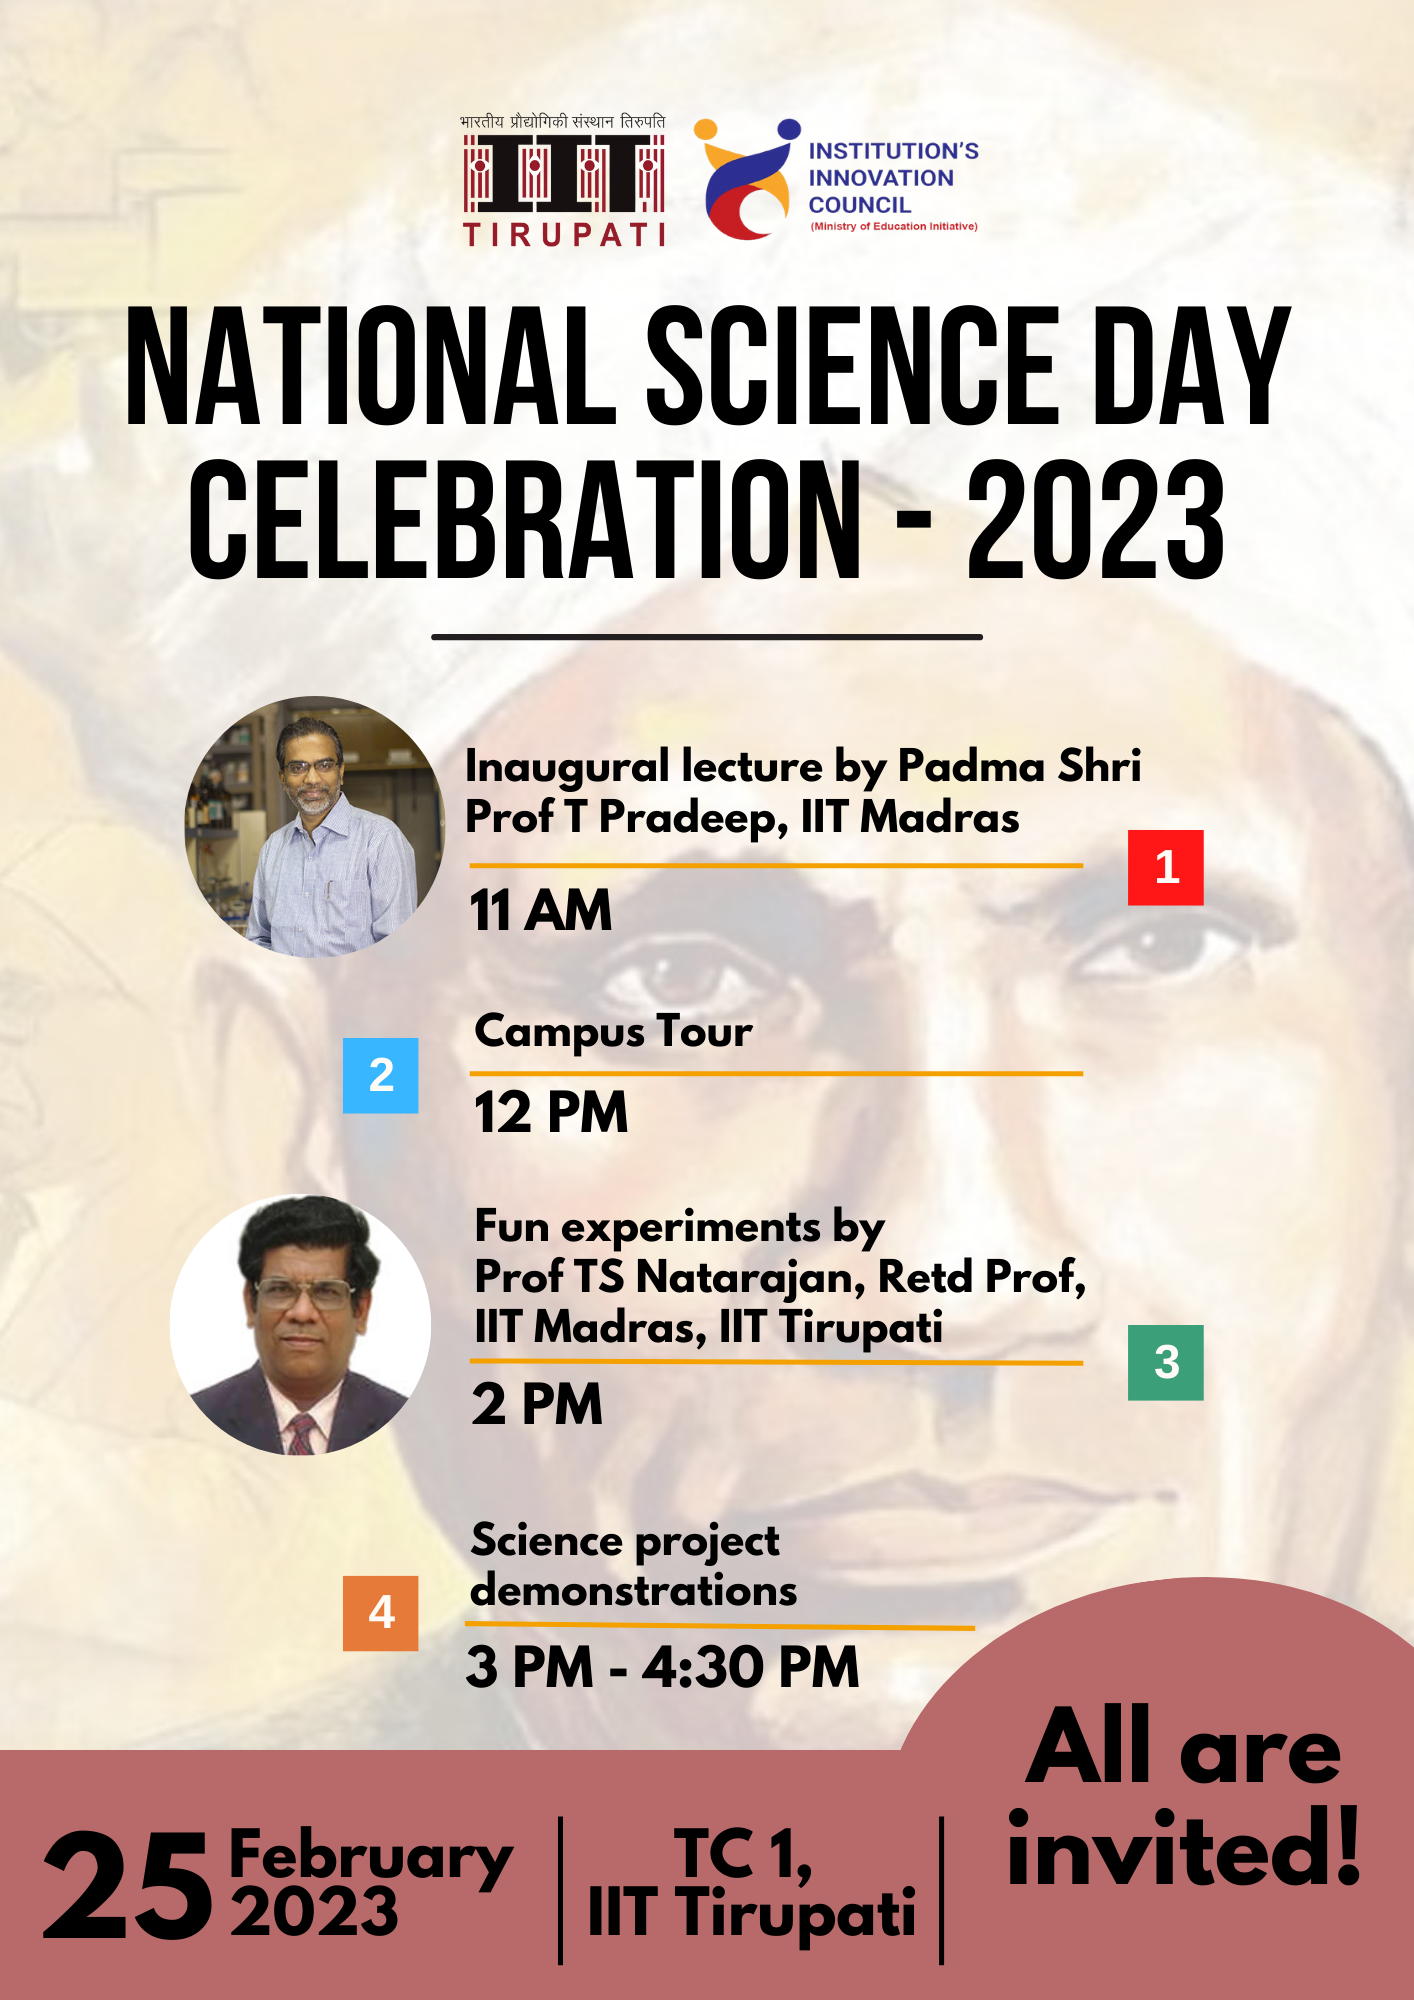 भारतीय प्रौद्योगिकी संस्थान तिरुपति
IIT
TIRUPATI
INSTITUTION'S
INNOVATION
COUNCIL
(Ministry of Education Initiative)
NATIONAL SCIENCE DAY
CELEBRATION - 2023
Inaugural lecture by Padma Shri
Prof T Pradeep, IIT Madras
1
11 AM
Campus Tour
2
12 PM
Fun experiments by
Prof TS Natarajan, Retd Prof,
IIT Madras, IIT Tirupati
3
2 PM
Science project
demonstrations
4
3 PM - 4:30 PM
25 February
2023
TC 1,
IIT Tirupati
All are
invited!